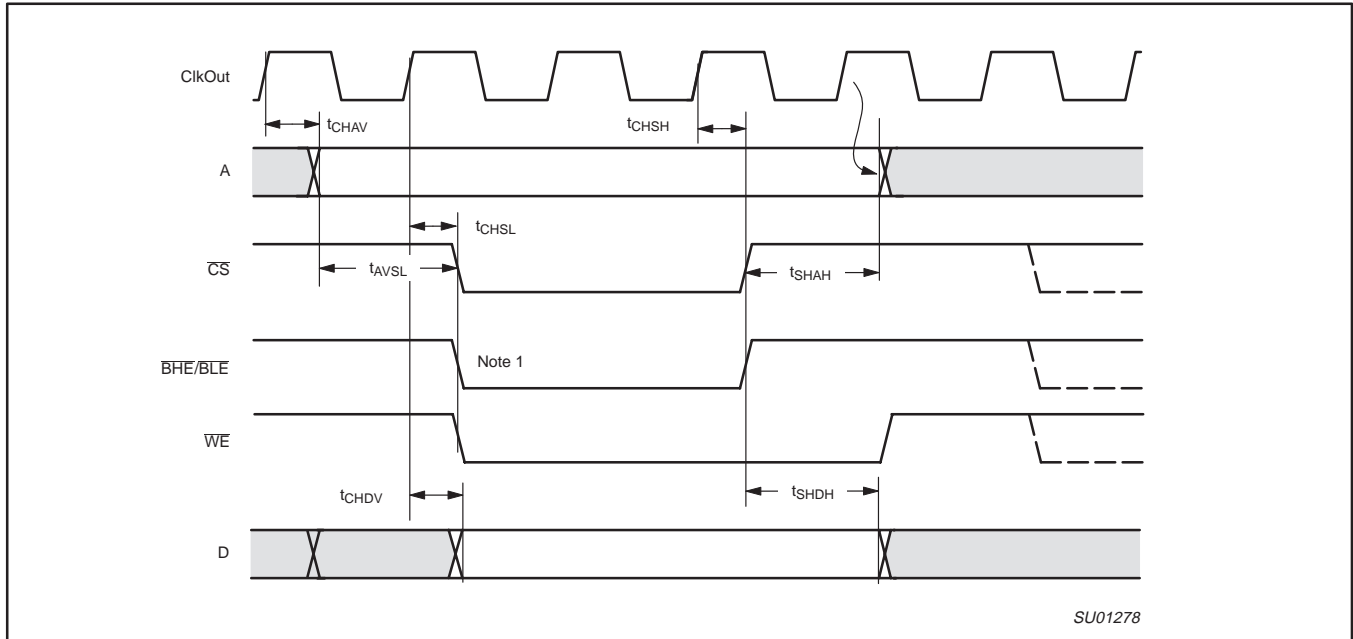 ClkOut
tCHAV
tCHSH
A
tCHSL
CS
tAVSL
tSHAH
BHE/BLE
Note 1
WE
tCHDV
tSHDH
D
SU01278